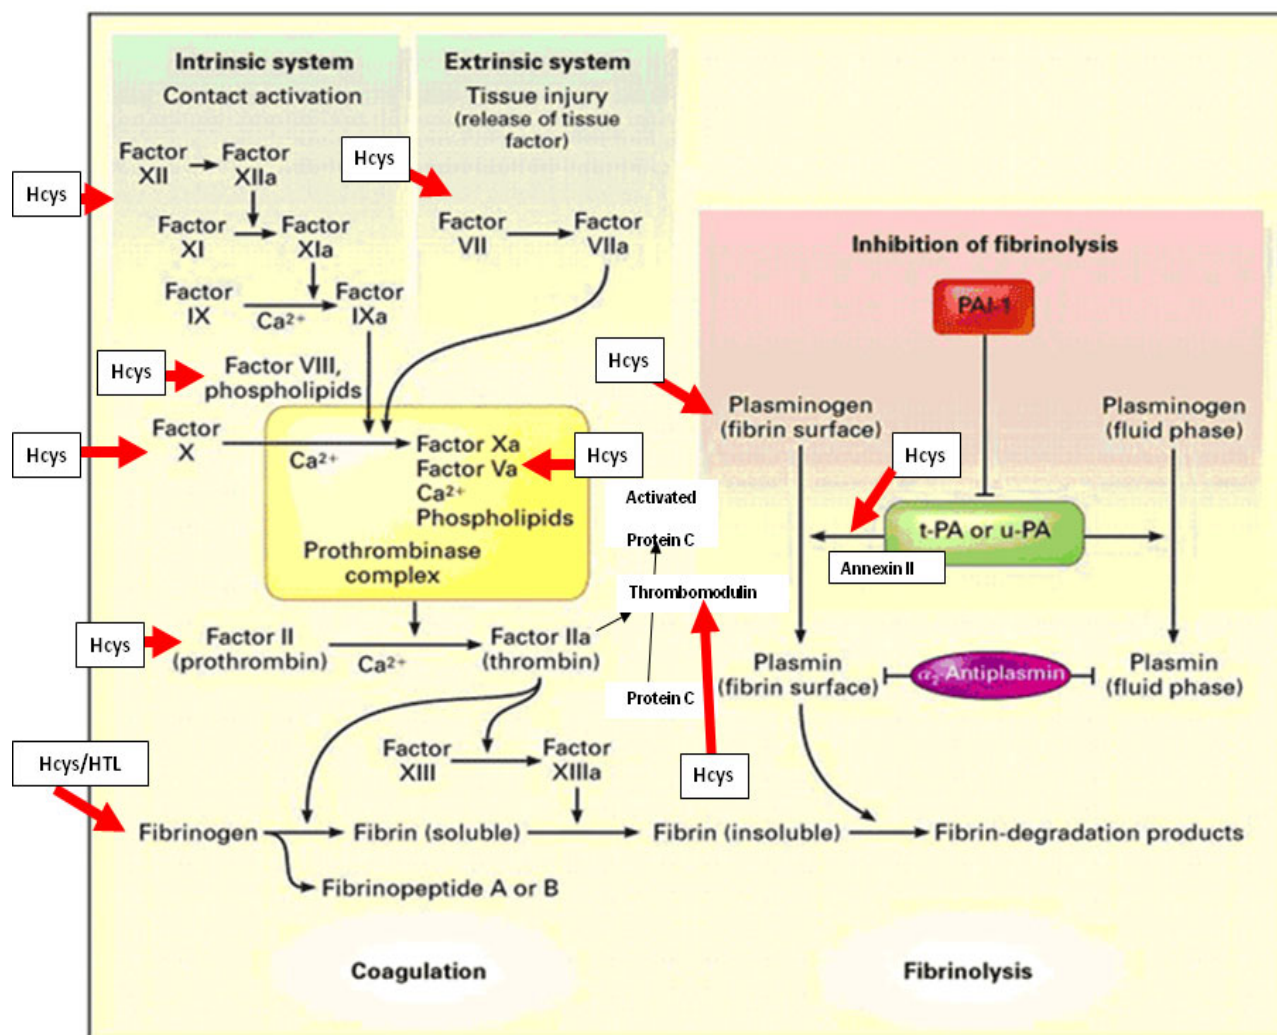 Intrinsic system
Contact activation
Extrinsic system
Tissue injury
(release of tissue
factor)
Hcys
Factor
XII
Factor
XIIa
Hcys
Factor
XI
Factor
XIa
Factor
VII
Factor
VIIa
Factor
IX
Ca²⁺
Factor
IXa
Hcys
Factor VIII,
phospholipids
Hcys
Factor
X
Ca²⁺
Factor Xa
Factor Va
Ca²⁺
Phospholipids
Prothrombinase
complex
Hcys
Activated
Protein C
Thrombomodulin
Protein C
Hcys
Hcys
Factor II
(prothrombin)
Ca²⁺
Factor IIa
(thrombin)
Factor
XIII
Factor
XIIIa
Hcys/HTL
Fibrinogen
Fibrin (soluble)
Fibrin (insoluble)
Fibrin-degradation products
Fibrinopeptide A or B
Inhibition of fibrinolysis
PAI-1
Hcys
Plasminogen
(fibrin surface)
Plasminogen
(fluid phase)
Hcys
t-PA or u-PA
Annexin II
Plasmin
(fibrin surface)
α₂-Antiplasmin
Plasmin
(fluid phase)
Coagulation
Fibrinolysis